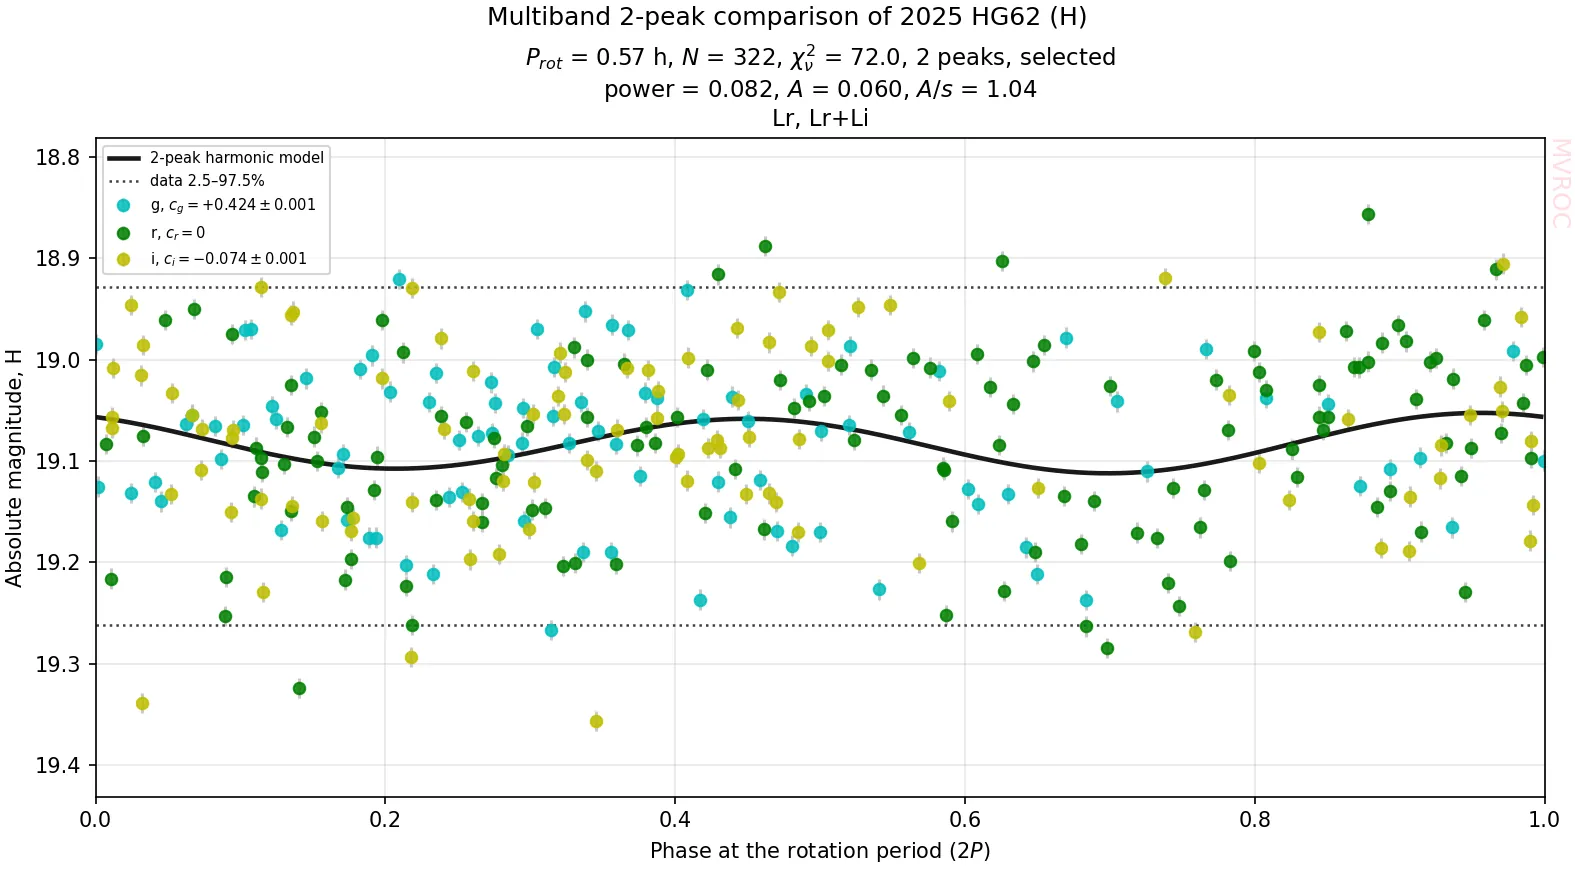 Multiband 2-peak comparison of 2025 HG62 (H)
P_rot = 0.57 h, N = 322, χ²_ν = 72.0, 2 peaks, selected
power = 0.082, A = 0.060, A/s = 1.04
Lr, Lr+Li
2-peak harmonic model
data 2.5–97.5%
g, c_g = +0.424 ± 0.001
r, c_r = 0
i, c_i = −0.074 ± 0.001
MVROC
Absolute magnitude, H
18.8
18.9
19.0
19.1
19.2
19.3
19.4
0.0 0.2 0.4 0.6 0.8 1.0
Phase at the rotation period (2P)